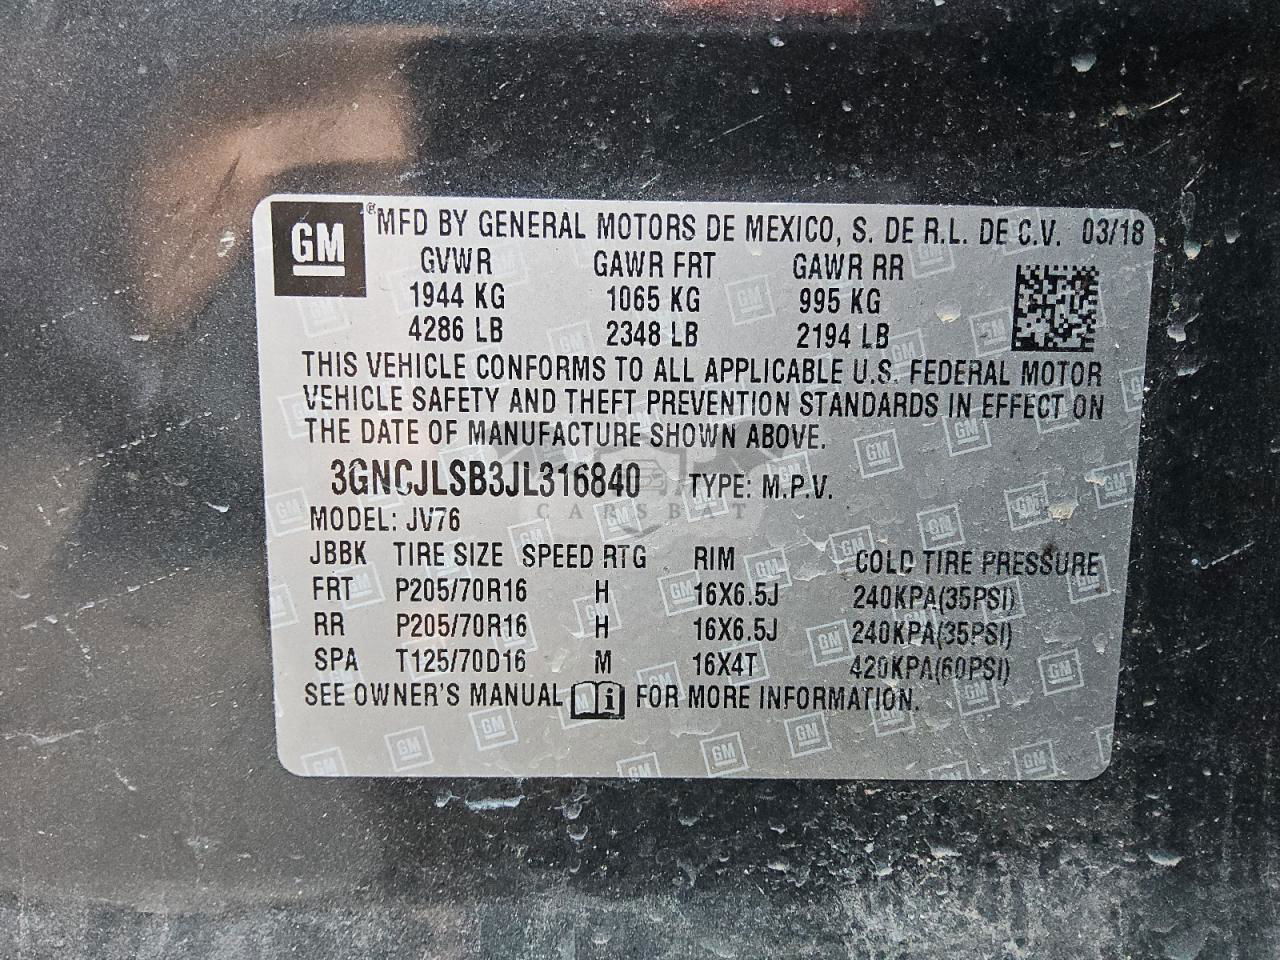 GM ® MFD BY GENERAL MOTORS DE MEXICO, S. DE R.L. DE C.V. 03/18
GVWR GAWR FRT GAWR RR
1944 KG 1065 KG 995 KG
4286 LB 2348 LB 2194 LB
THIS VEHICLE CONFORMS TO ALL APPLICABLE U.S. FEDERAL MOTOR
VEHICLE SAFETY AND THEFT PREVENTION STANDARDS IN EFFECT ON
THE DATE OF MANUFACTURE SHOWN ABOVE.
3GNCJLSB3JL316840 TYPE: M.P.V.
CARSBAT
MODEL: JV76
JBBK TIRE SIZE SPEED RTG RIM COLD TIRE PRESSURE
FRT P205/70R16 H 16X6.5J 240KPA(35PSI)
RR P205/70R16 H 16X6.5J 240KPA(35PSI)
SPA T125/70D16 M 16X4T 420KPA(60PSI)
SEE OWNER'S MANUAL i FOR MORE INFORMATION.